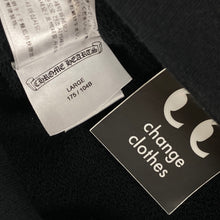 CHROME HEARTS
LARGE
175 / 104B
change
clothes